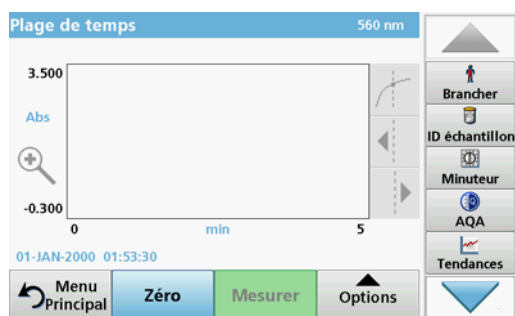 Plage de temps 560 nm
3.500
Abs
-0.300
0 min 5
01-JAN-2000 01:53:30
Menu Principal
Zéro
Mesurer
Options
Brancher
ID échantillon
Minuteur
AQA
Tendances